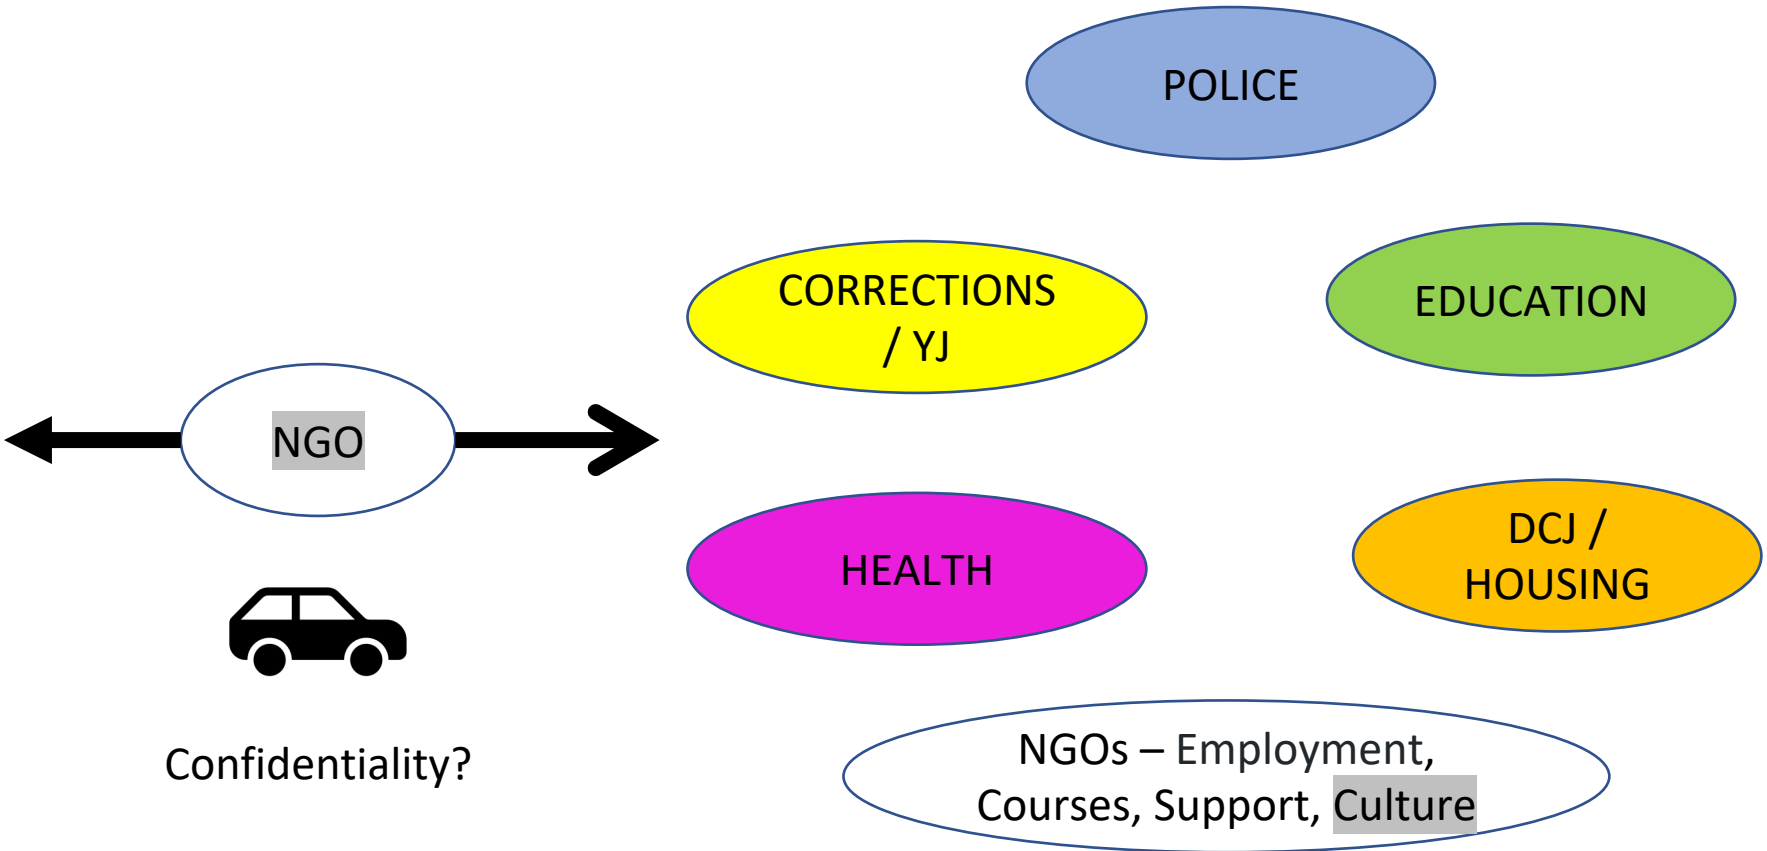 POLICE
CORRECTIONS
/ YJ
EDUCATION
NGO
HEALTH
DCJ /
HOUSING
Confidentiality?
NGOs – Employment,
Courses, Support, Culture